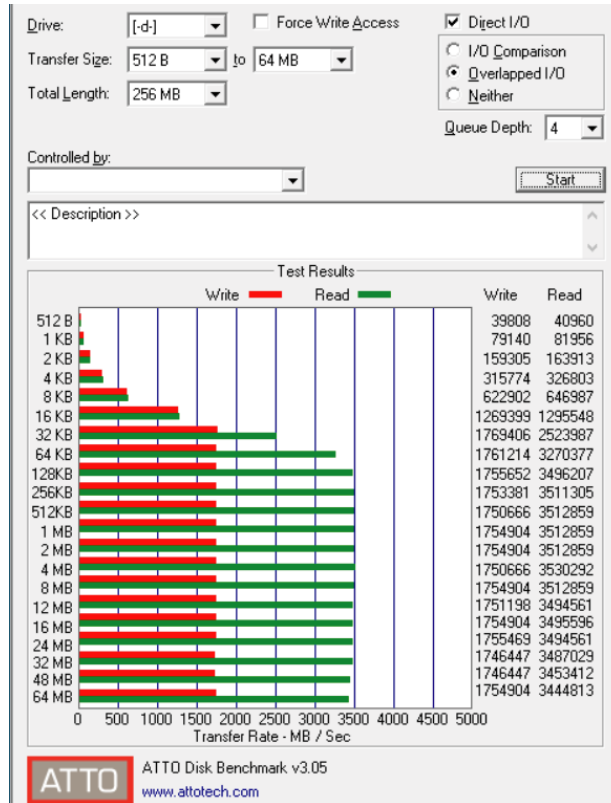 Drive: [-d-] Force Write Access Direct I/O
Transfer Size: 512 B to 64 MB I/O Comparison
Overlapped I/O
Total Length: 256 MB Neither
Queue Depth: 4
Controlled by:
Start
<< Description >>
Test Results
Write Read Write Read
512 B 39808 40960
1 KB 79140 81956
2 KB 159305 163913
4 KB 315774 326803
8 KB 622902 646987
16 KB 1269399 1295548
32 KB 1769406 2523987
64 KB 1761214 3270377
128KB 1755652 3496207
256KB 1753381 3511305
512KB 1750666 3512859
1 MB 1754904 3512859
2 MB 1754904 3512859
4 MB 1750666 3530292
8 MB 1754904 3512859
12 MB 1751198 3494561
16 MB 1754904 3495596
24 MB 1755469 3494561
32 MB 1746447 3487029
48 MB 1746447 3453412
64 MB 1754904 3444813
0 500 1000 1500 2000 2500 3000 3500 4000 4500 5000
Transfer Rate - MB / Sec
ATTO ATTO Disk Benchmark v3.05
www.attotech.com